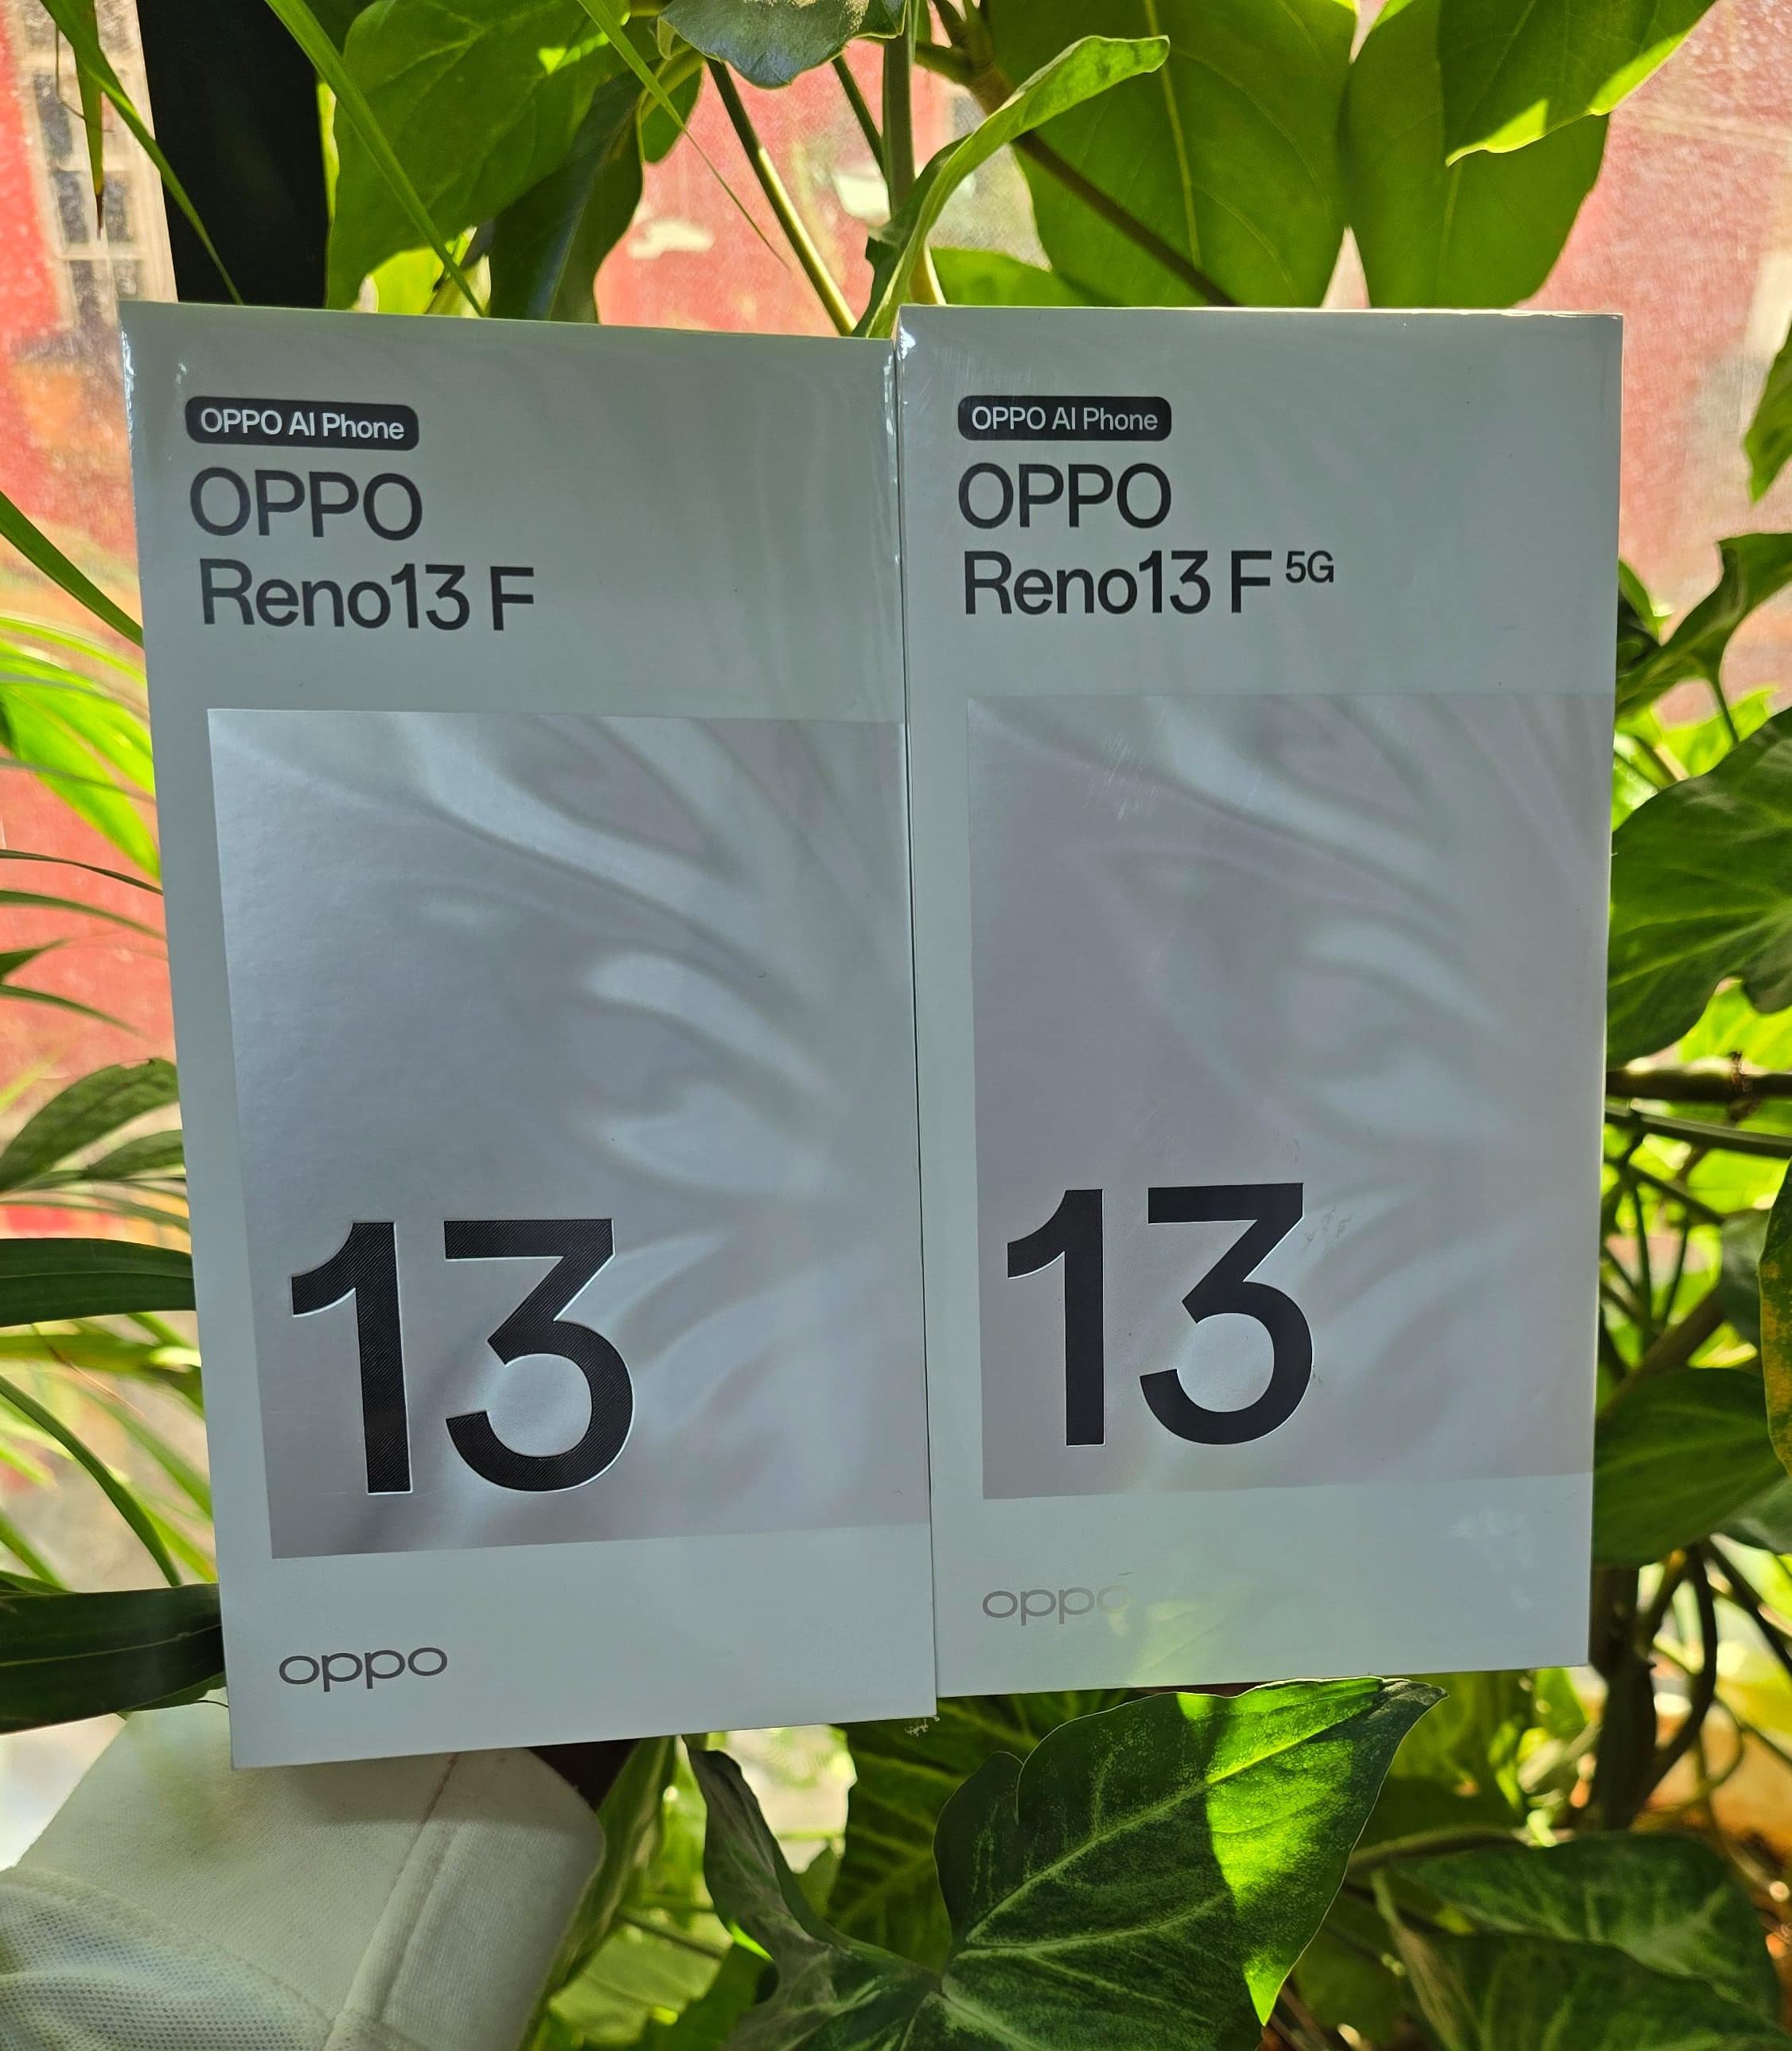 OPPO AI Phone
OPPO
Reno13 F
13
oppo
OPPO AI Phone
OPPO
Reno13 F 5G
13
oppo